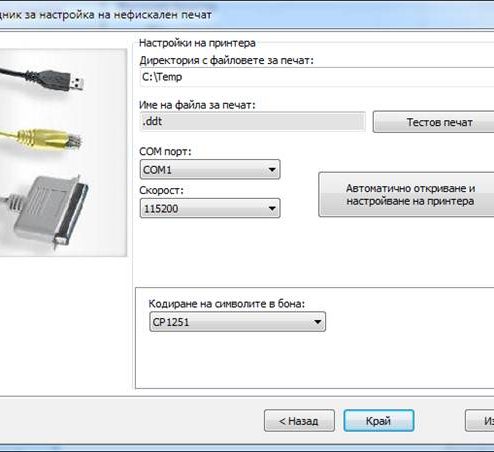 за настройка на нефискален печат
Настройки на принтера
Директория с файловете за печат:
C:\Temp
Име на файла за печат:
.ddt
Тестов печат
COM порт:
COM1
Скорост:
115200
Автоматично откриване и
настройване на принтера
Кодиране на символите в бона:
CP1251
< Назад
Край